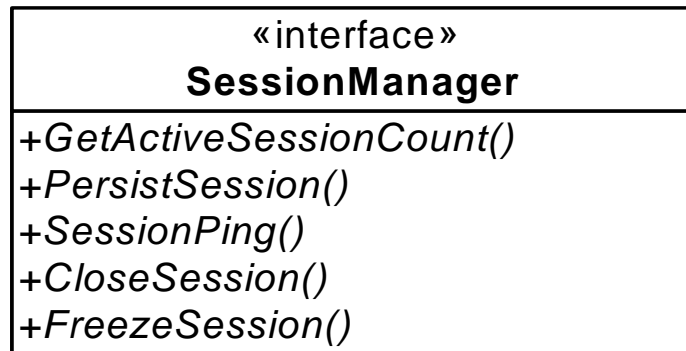 «interface»
SessionManager
+GetActiveSessionCount()
+PersistSession()
+SessionPing()
+CloseSession()
+FreezeSession()